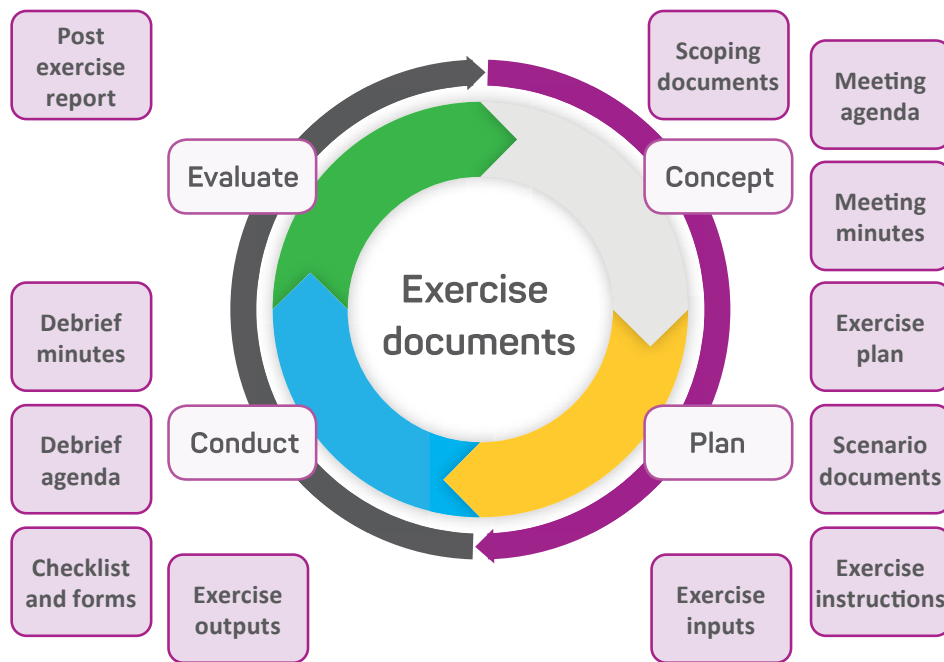 Post
exercise
report
Scoping
documents
Meeting
agenda
Evaluate
Concept
Meeting
minutes
Exercise
documents
Debrief
minutes
Exercise
plan
Debrief
agenda
Conduct
Plan
Scenario
documents
Checklist
and forms
Exercise
outputs
Exercise
inputs
Exercise
instructions